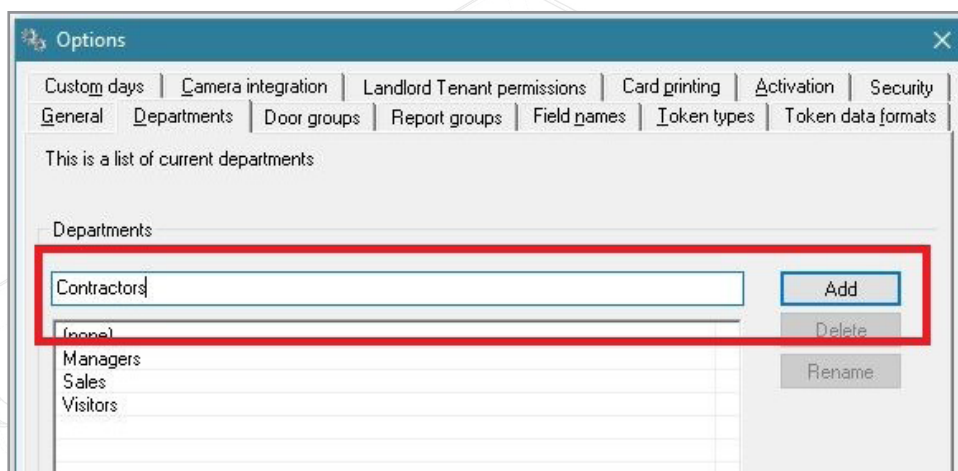 Options
Custom days Camera integration Landlord Tenant permissions Card printing Activation Security
General Departments Door groups Report groups Field names Token types Token data formats
This is a list of current departments
Departments
Contractors Add
(none) Delete
Managers
Rename
Sales
Visitors